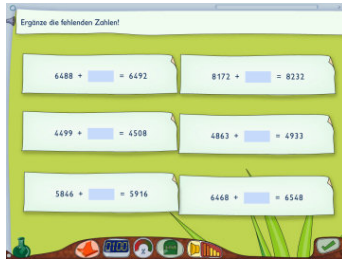 Ergänze die fehlenden Zahlen!
6488 + = 6492
8172 + = 8232
4499 + = 4508
4863 + = 4933
5846 + = 5916
6468 + = 6548